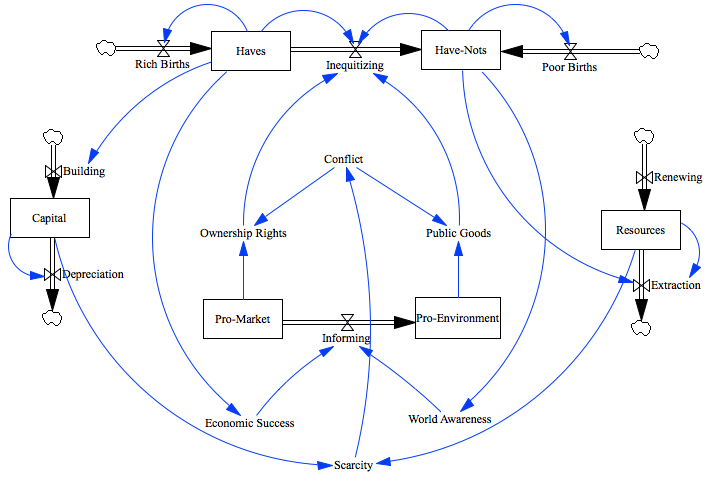 Haves
Have-Nots
Rich Births
Inequitizing
Poor Births
Conflict
Building
Renewing
Capital
Ownership Rights
Public Goods
Resources
Depreciation
Extraction
Pro-Market
Pro-Environment
Informing
Economic Success
World Awareness
Scarcity